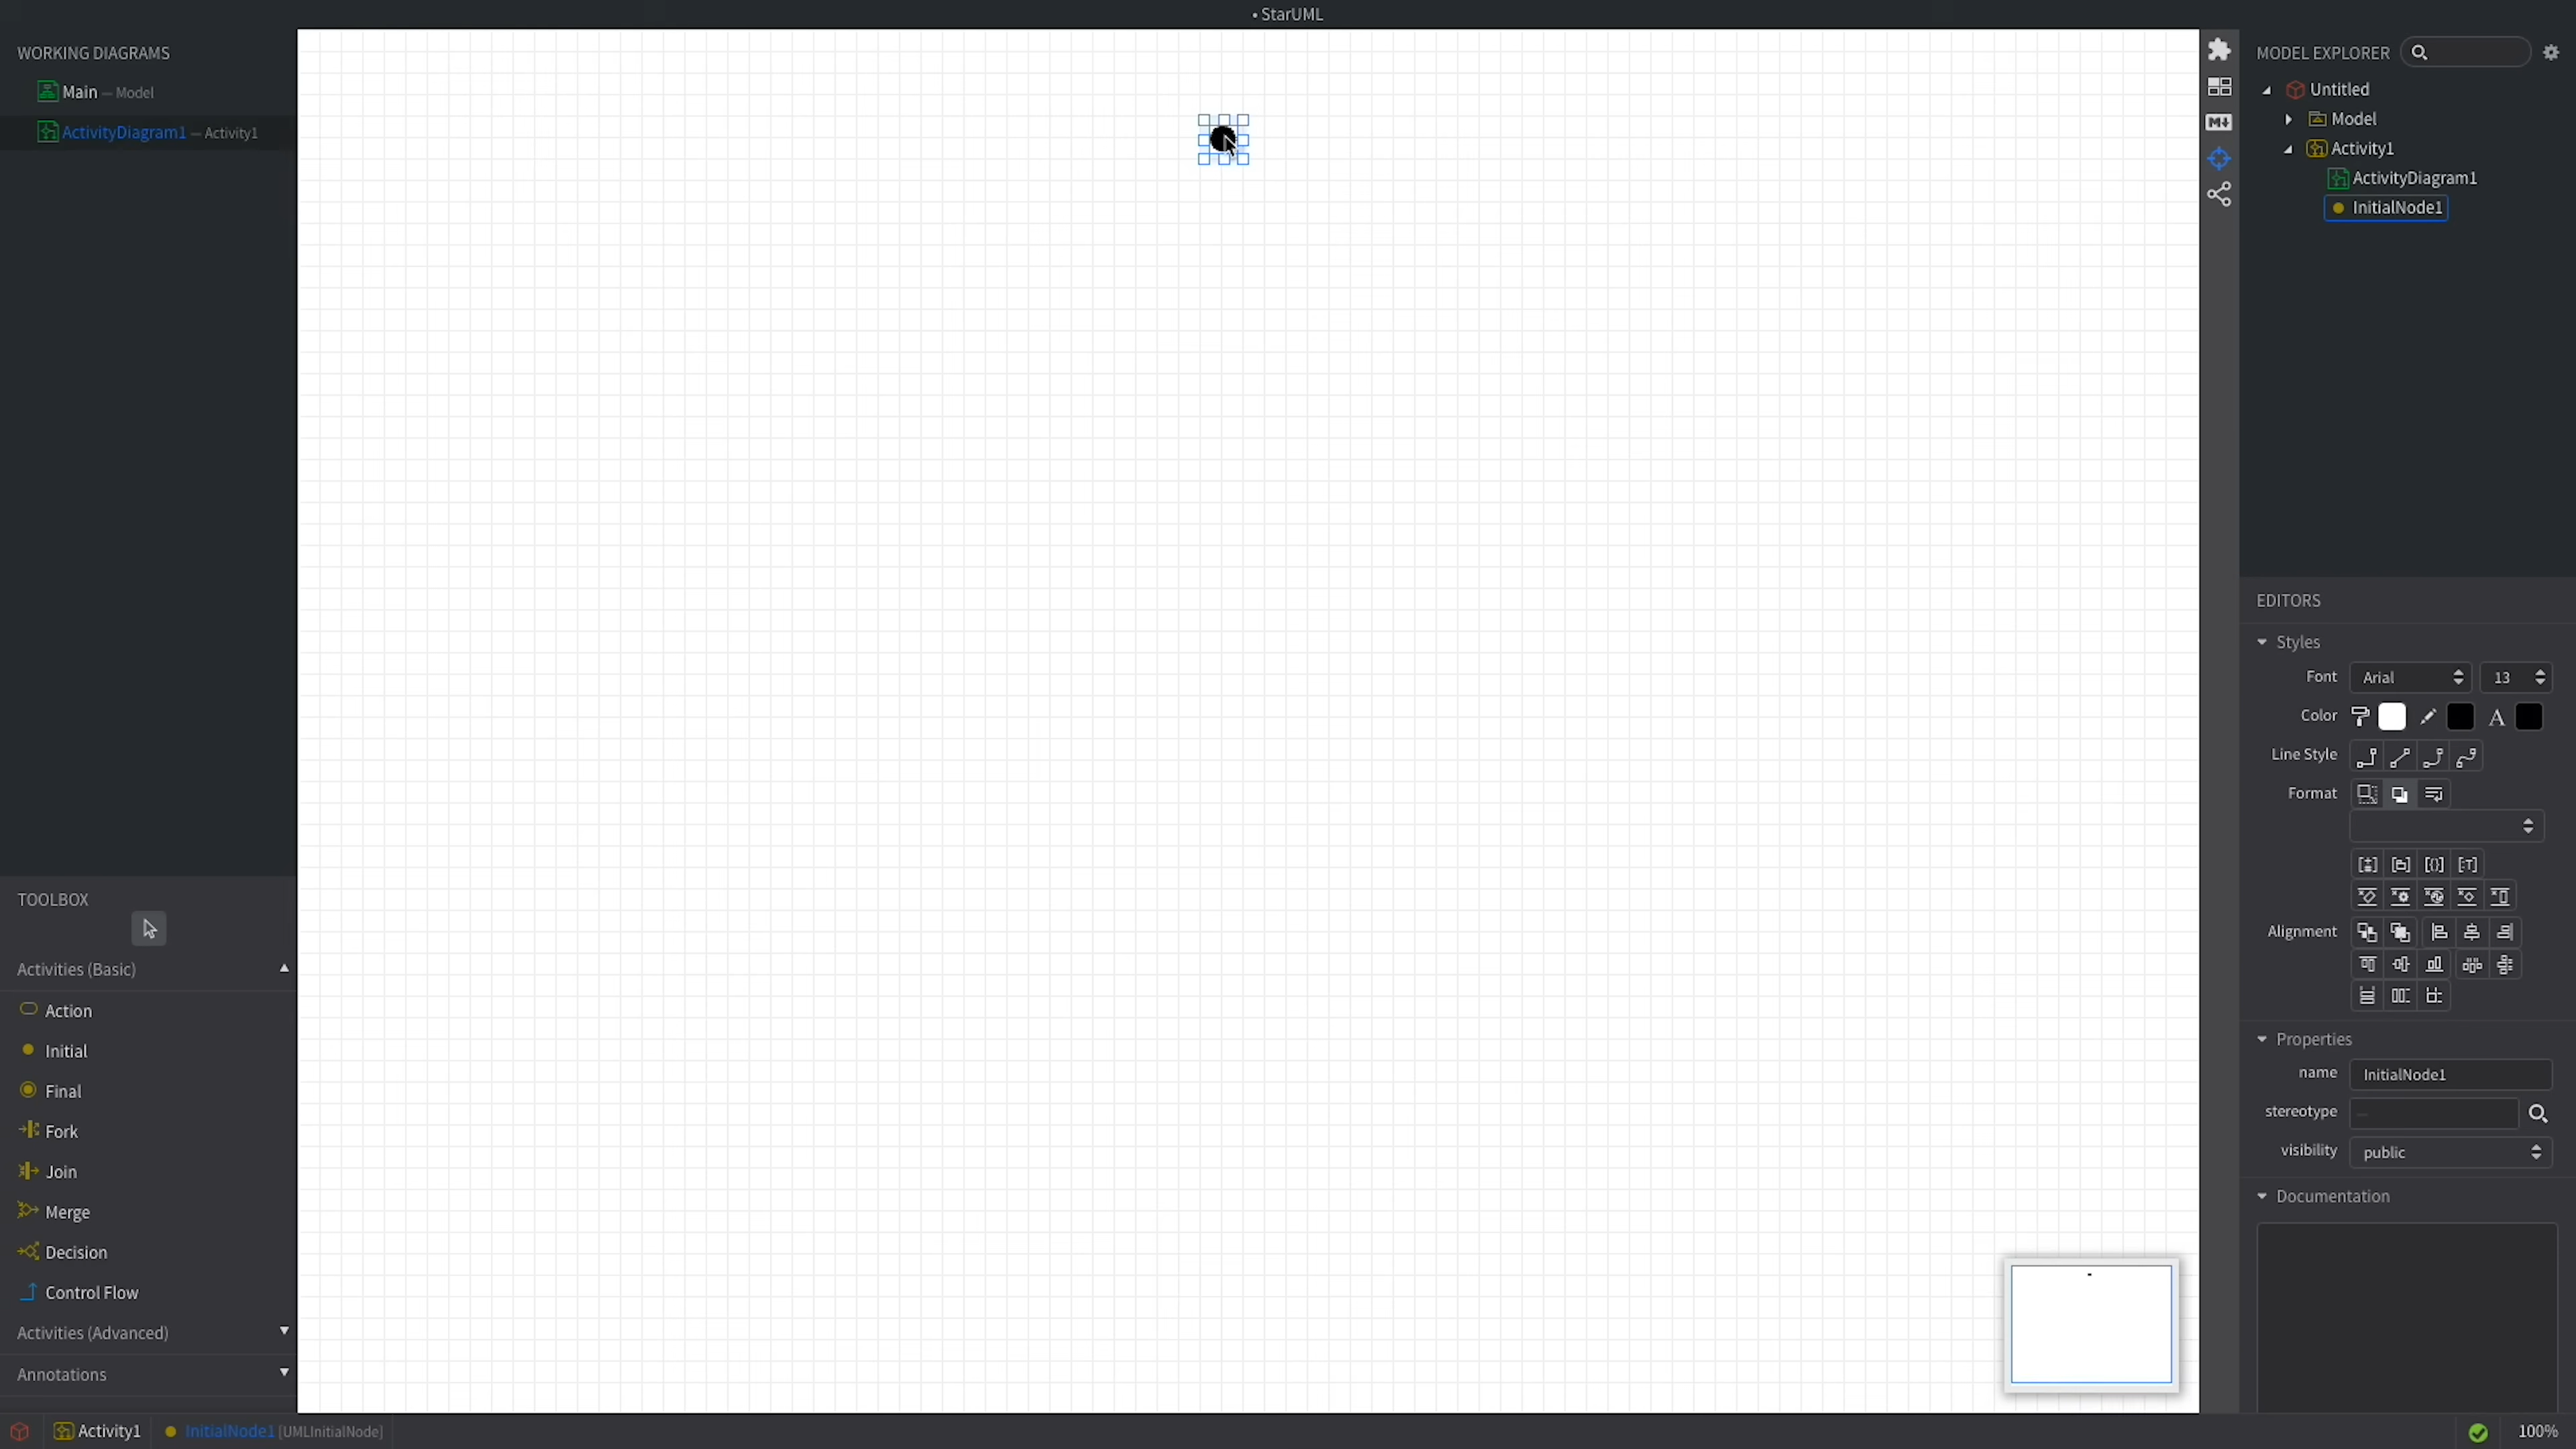 • StarUML
WORKING DIAGRAMS
Main — Model
ActivityDiagram1 — Activity1
TOOLBOX
Activities (Basic)
Action
Initial
Final
Fork
Join
Merge
Decision
Control Flow
Activities (Advanced)
Annotations
M↓
MODEL EXPLORER
Untitled
Model
Activity1
ActivityDiagram1
InitialNode1
EDITORS
Styles
Font Arial 13
Color A
Line Style
Format
Alignment
Properties
name InitialNode1
stereotype —
visibility public
Documentation
Activity1 InitialNode1 [UMLInitialNode] 100%